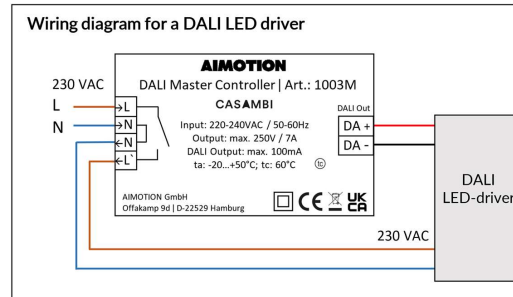 Wiring diagram for a DALI LED driver
AIMOTION
230 VAC
DALI Master Controller | Art.: 1003M
CASAMBI
L
L
DALI Out
N
N
Input: 220-240VAC / 50-60Hz
DA +
N
Output: max. 250V / 7A
DA -
L`
DALI Output: max. 100mA
ta: -20...+50°C; tc: 60°C
tc
DALI
LED-driver
AIMOTION GmbH
Offakamp 9d | D-22529 Hamburg
CE
UK
CA
230 VAC